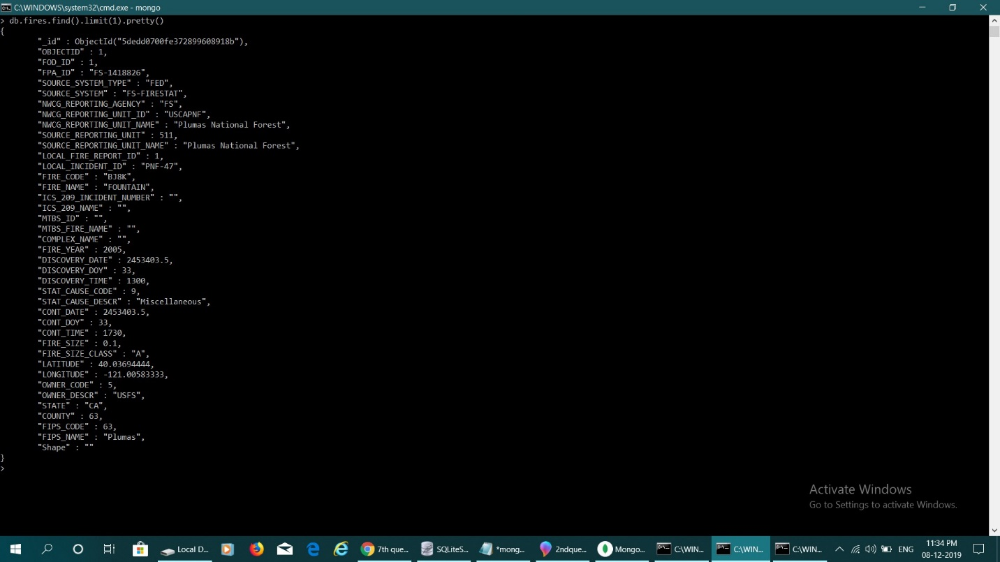 C:\WINDOWS\system32\cmd.exe - mongo
> db.fires.find().limit(1).pretty()
{
"_id" : ObjectId("5dedd0700fe372899608918b"),
"OBJECTID" : 1,
"FOD_ID" : 1,
"FPA_ID" : "FS-1418826",
"SOURCE_SYSTEM_TYPE" : "FED",
"SOURCE_SYSTEM" : "FS-FIRESTAT",
"NWCG_REPORTING_AGENCY" : "FS",
"NWCG_REPORTING_UNIT_ID" : "USCAPNF",
"NWCG_REPORTING_UNIT_NAME" : "Plumas National Forest",
"SOURCE_REPORTING_UNIT" : 511,
"SOURCE_REPORTING_UNIT_NAME" : "Plumas National Forest",
"LOCAL_FIRE_REPORT_ID" : 1,
"LOCAL_INCIDENT_ID" : "PNF-47",
"FIRE_CODE" : "BJ8K",
"FIRE_NAME" : "FOUNTAIN",
"ICS_209_INCIDENT_NUMBER" : "",
"ICS_209_NAME" : "",
"MTBS_ID" : "",
"MTBS_FIRE_NAME" : "",
"COMPLEX_NAME" : "",
"FIRE_YEAR" : 2005,
"DISCOVERY_DATE" : 2453403.5,
"DISCOVERY_DOY" : 33,
"DISCOVERY_TIME" : 1300,
"STAT_CAUSE_CODE" : 9,
"STAT_CAUSE_DESCR" : "Miscellaneous",
"CONT_DATE" : 2453403.5,
"CONT_DOY" : 33,
"CONT_TIME" : 1730,
"FIRE_SIZE" : 0.1,
"FIRE_SIZE_CLASS" : "A",
"LATITUDE" : 40.03694444,
"LONGITUDE" : -121.00583333,
"OWNER_CODE" : 5,
"OWNER_DESCR" : "USFS",
"STATE" : "CA",
"COUNTY" : 63,
"FIPS_CODE" : 63,
"FIPS_NAME" : "Plumas",
"Shape" : ""
}
>
Activate Windows
Go to Settings to activate Windows.
Local D... 7th que... SQLiteS... *mong... 2ndque... Mongo... C:\WIN... C:\WIN... C:\WIN... ENG
11:34 PM
08-12-2019